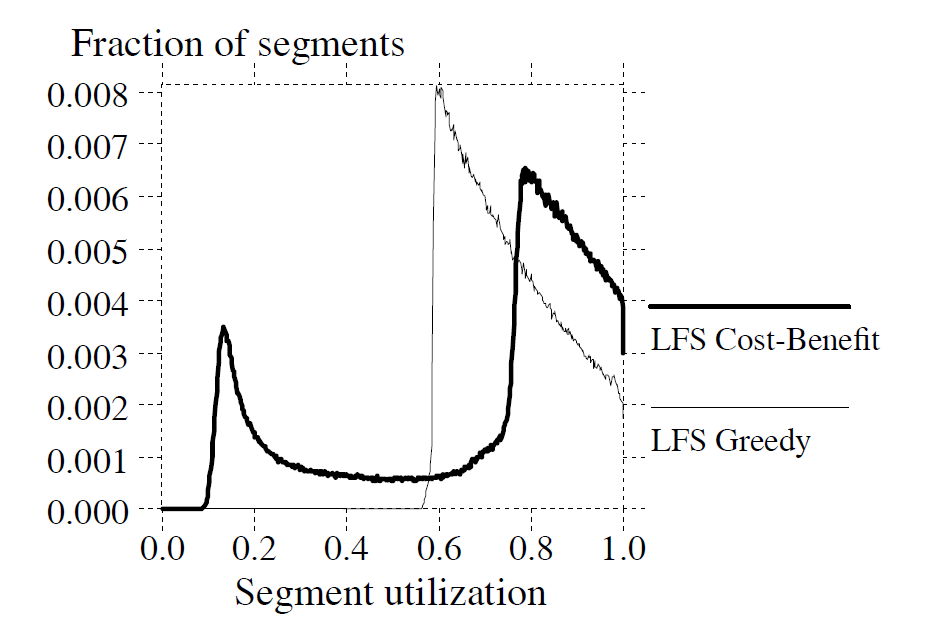 Fraction of segments
0.008
0.007
0.006
0.005
0.004
0.003
0.002
0.001
0.000
0.0 0.2 0.4 0.6 0.8 1.0
Segment utilization
LFS Cost-Benefit
LFS Greedy